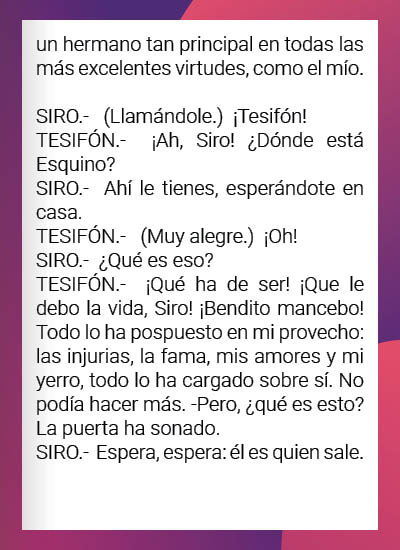 un hermano tan principal en todas las
más excelentes virtudes, como el mío.
SIRO.- (Llamándole.) ¡Tesifón!
TESIFÓN.- ¡Ah, Siro! ¿Dónde está
Esquino?
SIRO.- Ahí le tienes, esperándote en
casa.
TESIFÓN.- (Muy alegre.) ¡Oh!
SIRO.- ¿Qué es eso?
TESIFÓN.- ¡Qué ha de ser! ¡Que le
debo la vida, Siro! ¡Bendito mancebo!
Todo lo ha pospuesto en mi provecho:
las injurias, la fama, mis amores y mi
yerro, todo lo ha cargado sobre sí. No
podía hacer más. -Pero, ¿qué es esto?
La puerta ha sonado.
SIRO.- Espera, espera: él es quien sale.